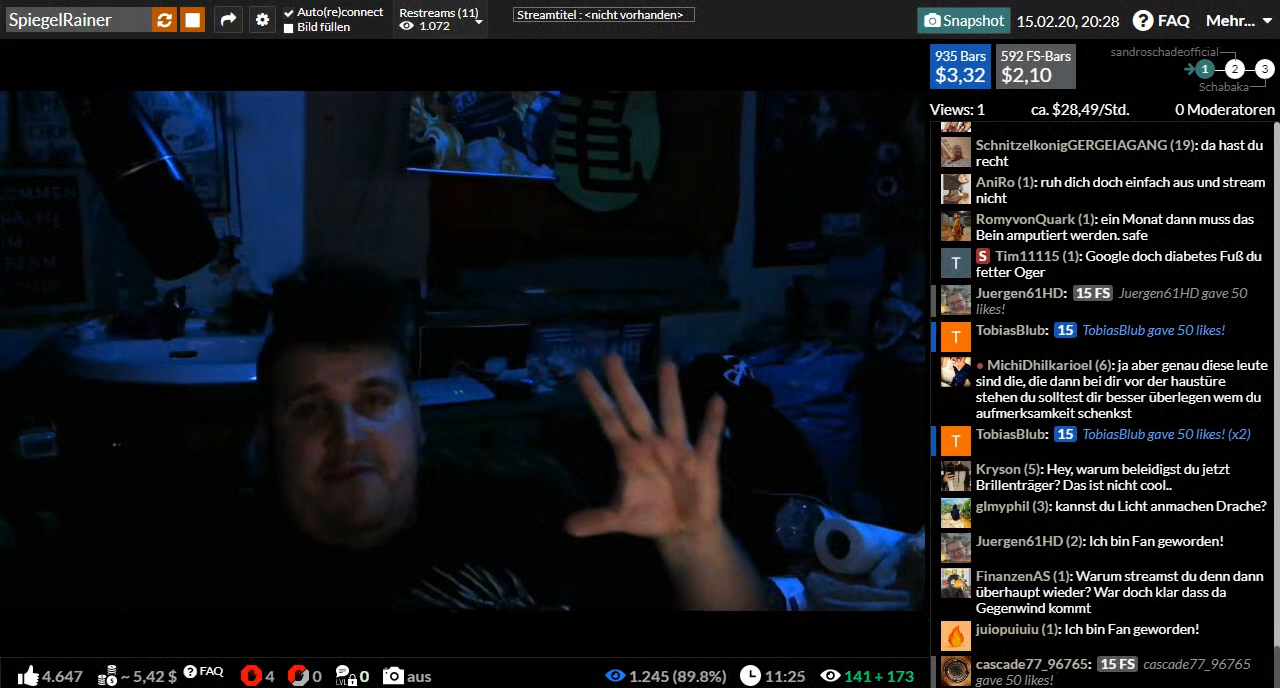 SpiegelRainer
Auto(re)connect
Bild füllen
Restreams (11)
1.072
Streamtitel : <nicht vorhanden>
Snapshot
15.02.20, 20:28
FAQ
Mehr...
935 Bars
$3,32
592 FS-Bars
$2,10
sandroschadeofficial
1
2
3
Schabaka
Views: 1
ca. $28,49/Std.
0 Moderatoren
SchnitzelkonigGERGEIAGANG (19): da hast du
recht
AniRo (1): ruh dich doch einfach aus und stream
nicht
RomyvonQuark (1): ein Monat dann muss das
Bein amputiert werden. safe
T
S Tim11115 (1): Google doch diabetes Fuß du
fetter Oger
Juergen61HD: 15 FS Juergen61HD gave 50
likes!
T
TobiasBlub: 15 TobiasBlub gave 50 likes!
MichiDhilkarioel (6): ja aber genau diese leute
sind die, die dann bei dir vor der haustüre
stehen du solltest dir besser überlegen wem du
aufmerksamkeit schenkst
T
TobiasBlub: 15 TobiasBlub gave 50 likes! (x2)
Kryson (5): Hey, warum beleidigst du jetzt
Brillenträger? Das ist nicht cool..
glmyphil (3): kannst du Licht anmachen Drache?
Juergen61HD (2): Ich bin Fan geworden!
FinanzenAS (1): Warum streamst du denn dann
überhaupt wieder? War doch klar dass da
Gegenwind kommt
juiopuiuiu (1): Ich bin Fan geworden!
cascade77_96765: 15 FS cascade77_96765
gave 50 likes!
4.647
~ 5,42 $
FAQ
4
0
LVL
0
aus
1.245 (89.8%)
11:25
141 + 173